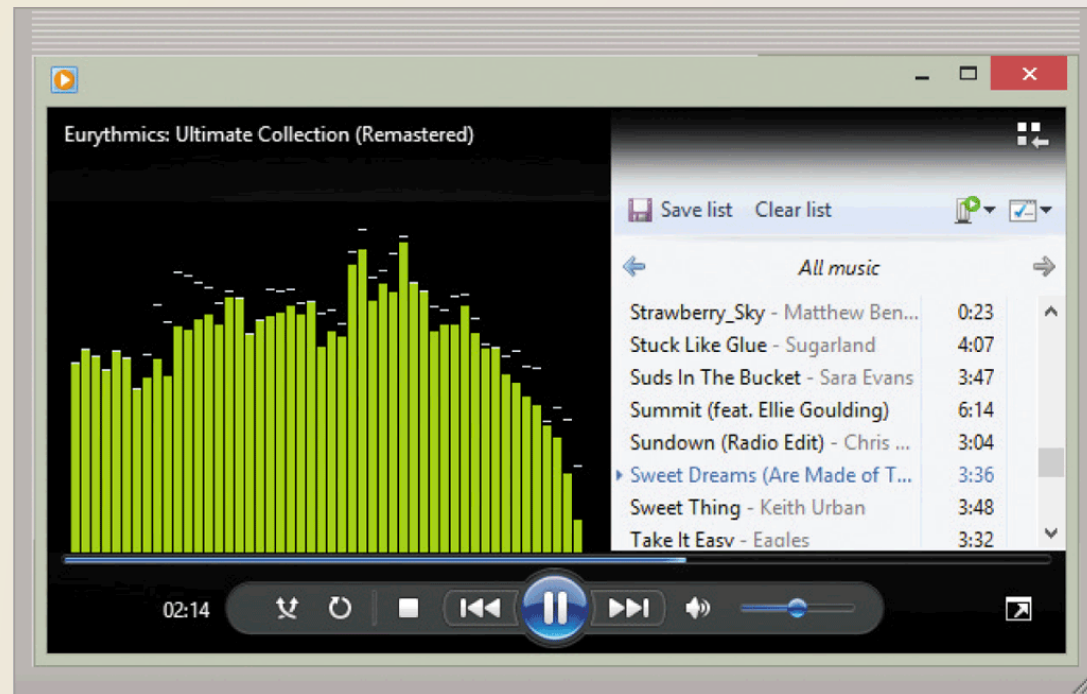 Eurythmics: Ultimate Collection (Remastered)
Save list Clear list
All music
Strawberry_Sky - Matthew Ben... 0:23
Stuck Like Glue - Sugarland 4:07
Suds In The Bucket - Sara Evans 3:47
Summit (feat. Ellie Goulding) 6:14
Sundown (Radio Edit) - Chris ... 3:04
Sweet Dreams (Are Made of T... 3:36
Sweet Thing - Keith Urban 3:48
Take It Easy - Eagles 3:32
02:14